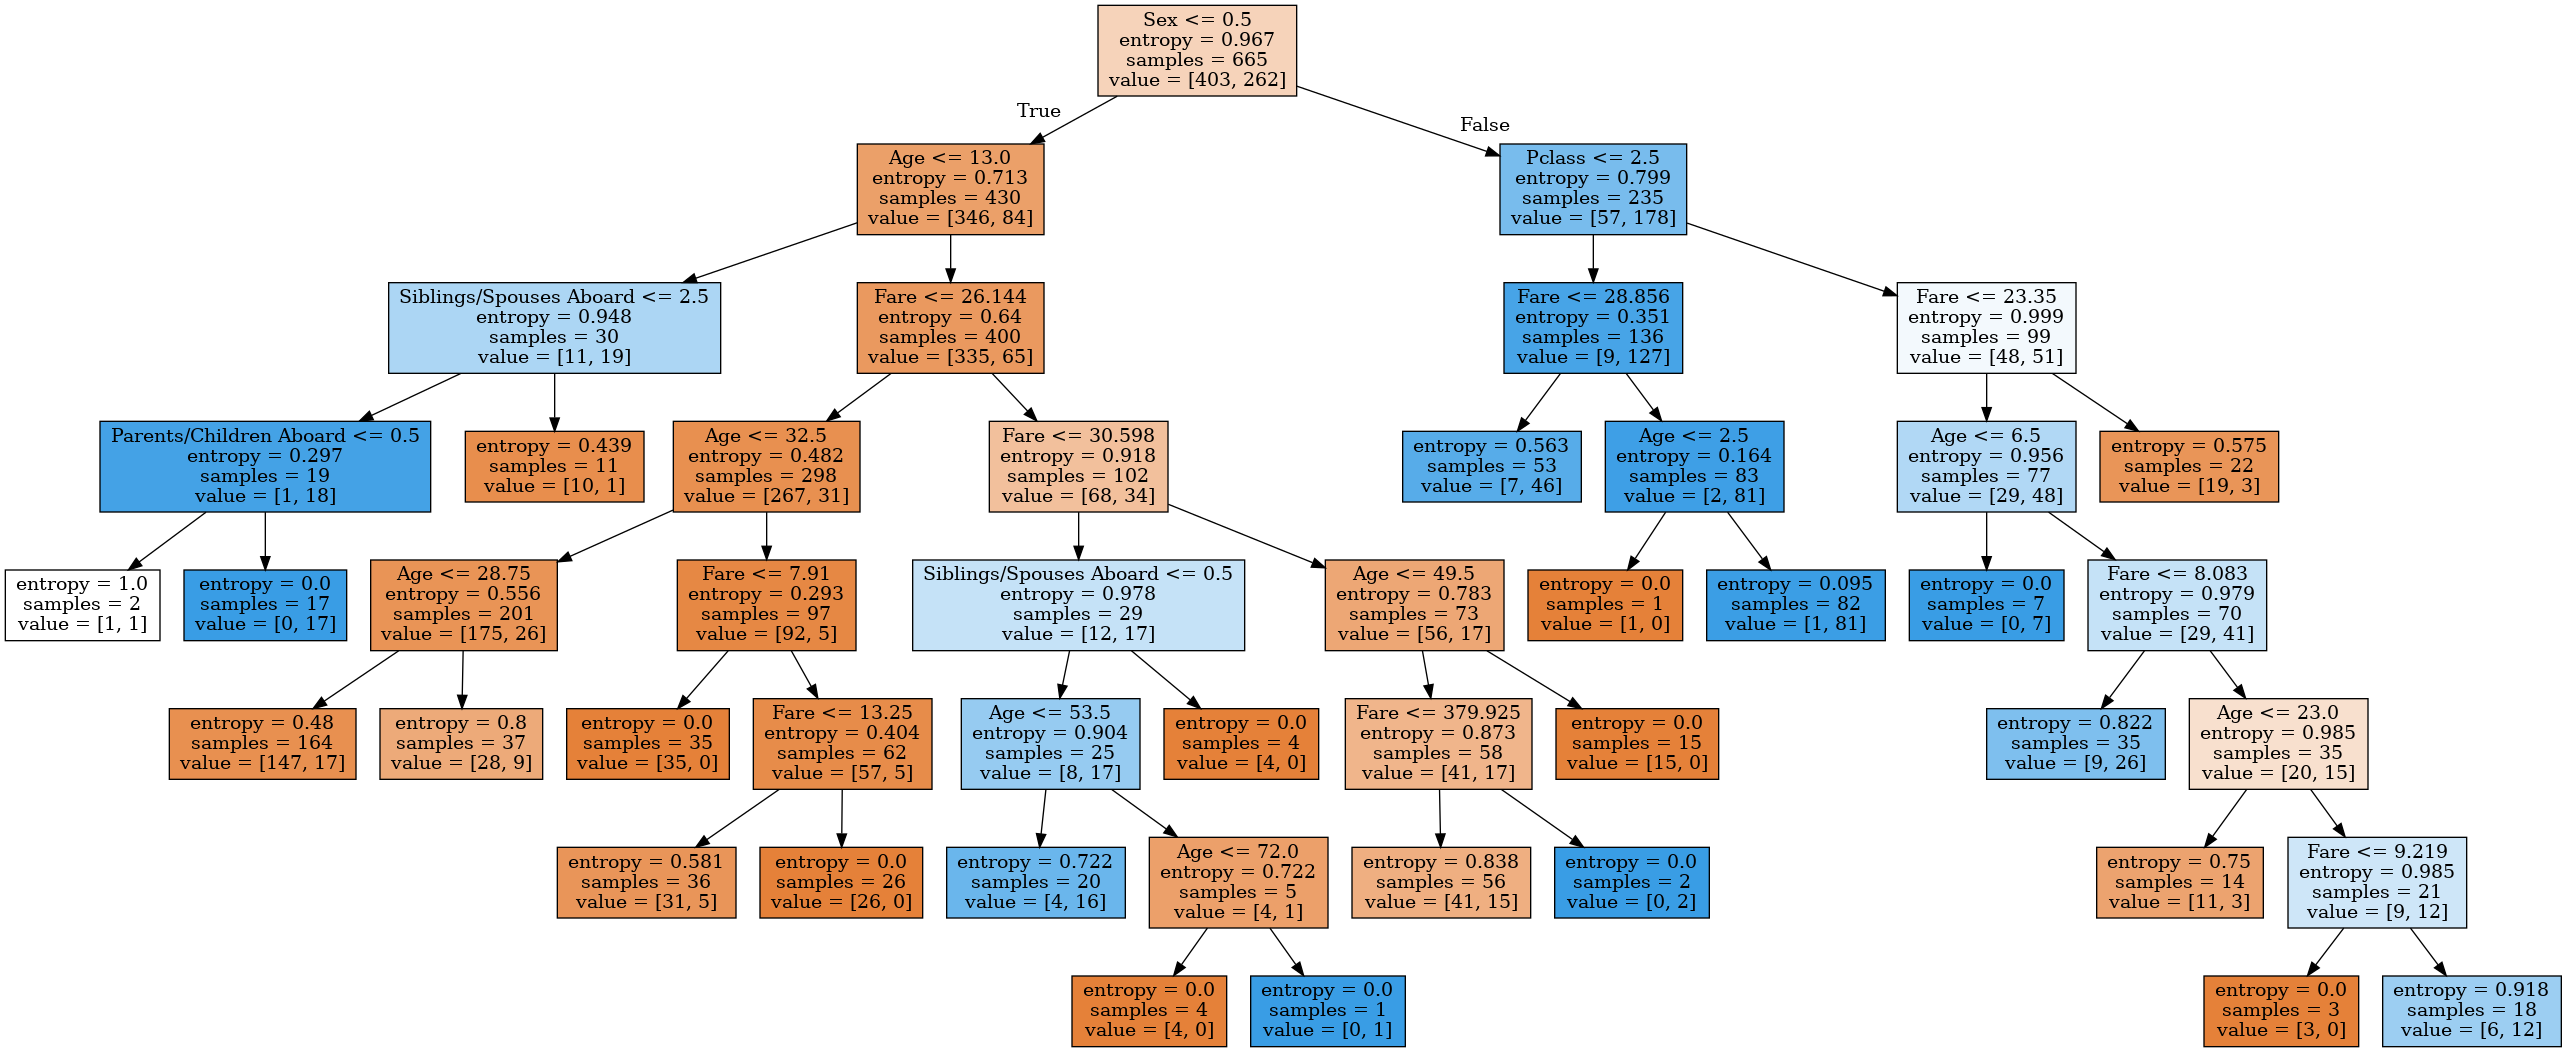 Sex <= 0.5
entropy = 0.967
samples = 665
value = [403, 262]
True
False
Age <= 13.0
entropy = 0.713
samples = 430
value = [346, 84]
Pclass <= 2.5
entropy = 0.799
samples = 235
value = [57, 178]
Siblings/Spouses Aboard <= 2.5
entropy = 0.948
samples = 30
value = [11, 19]
Fare <= 26.144
entropy = 0.64
samples = 400
value = [335, 65]
Fare <= 28.856
entropy = 0.351
samples = 136
value = [9, 127]
Fare <= 23.35
entropy = 0.999
samples = 99
value = [48, 51]
Parents/Children Aboard <= 0.5
entropy = 0.297
samples = 19
value = [1, 18]
entropy = 0.439
samples = 11
value = [10, 1]
Age <= 32.5
entropy = 0.482
samples = 298
value = [267, 31]
Fare <= 30.598
entropy = 0.918
samples = 102
value = [68, 34]
entropy = 0.563
samples = 53
value = [7, 46]
Age <= 2.5
entropy = 0.164
samples = 83
value = [2, 81]
Age <= 6.5
entropy = 0.956
samples = 77
value = [29, 48]
entropy = 0.575
samples = 22
value = [19, 3]
entropy = 1.0
samples = 2
value = [1, 1]
entropy = 0.0
samples = 17
value = [0, 17]
Age <= 28.75
entropy = 0.556
samples = 201
value = [175, 26]
Fare <= 7.91
entropy = 0.293
samples = 97
value = [92, 5]
Siblings/Spouses Aboard <= 0.5
entropy = 0.978
samples = 29
value = [12, 17]
Age <= 49.5
entropy = 0.783
samples = 73
value = [56, 17]
entropy = 0.0
samples = 1
value = [1, 0]
entropy = 0.095
samples = 82
value = [1, 81]
entropy = 0.0
samples = 7
value = [0, 7]
Fare <= 8.083
entropy = 0.979
samples = 70
value = [29, 41]
entropy = 0.48
samples = 164
value = [147, 17]
entropy = 0.8
samples = 37
value = [28, 9]
entropy = 0.0
samples = 35
value = [35, 0]
Fare <= 13.25
entropy = 0.404
samples = 62
value = [57, 5]
Age <= 53.5
entropy = 0.904
samples = 25
value = [8, 17]
entropy = 0.0
samples = 4
value = [4, 0]
Fare <= 379.925
entropy = 0.873
samples = 58
value = [41, 17]
entropy = 0.0
samples = 15
value = [15, 0]
entropy = 0.822
samples = 35
value = [9, 26]
Age <= 23.0
entropy = 0.985
samples = 35
value = [20, 15]
entropy = 0.581
samples = 36
value = [31, 5]
entropy = 0.0
samples = 26
value = [26, 0]
entropy = 0.722
samples = 20
value = [4, 16]
Age <= 72.0
entropy = 0.722
samples = 5
value = [4, 1]
entropy = 0.838
samples = 56
value = [41, 15]
entropy = 0.0
samples = 2
value = [0, 2]
entropy = 0.75
samples = 14
value = [11, 3]
Fare <= 9.219
entropy = 0.985
samples = 21
value = [9, 12]
entropy = 0.0
samples = 4
value = [4, 0]
entropy = 0.0
samples = 1
value = [0, 1]
entropy = 0.0
samples = 3
value = [3, 0]
entropy = 0.918
samples = 18
value = [6, 12]